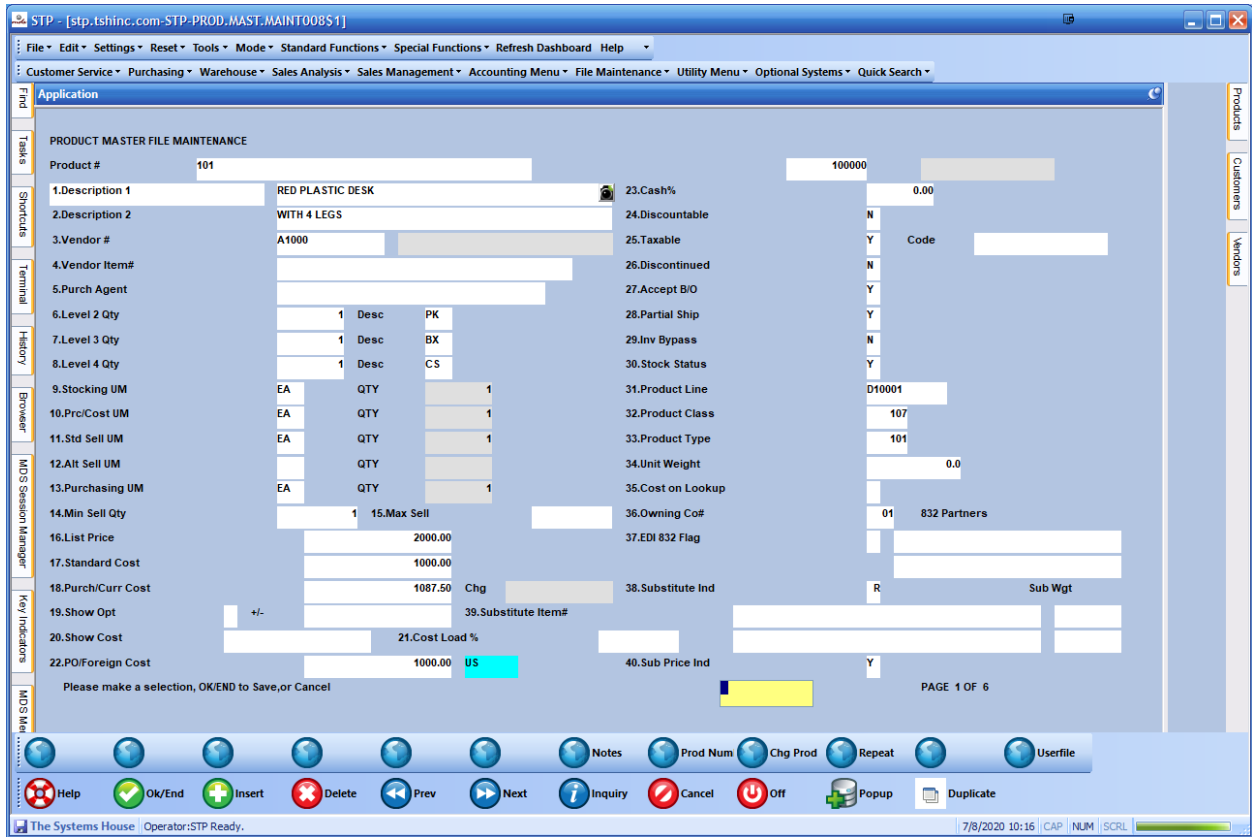 STP - [stp.tshinc.com-STP-PROD.MAST.MAINT008$1]
File Edit Settings Reset Tools Mode Standard Functions Special Functions Refresh Dashboard Help
Customer Service Purchasing Warehouse Sales Analysis Sales Management Accounting Menu File Maintenance Utility Menu Optional Systems Quick Search
Find
Tasks
Shortcuts
Terminal
History
Browser
MDS Session Manager
Key Indicators
Application
PRODUCT MASTER FILE MAINTENANCE
Product # 101 100000
1.Description 1 RED PLASTIC DESK 23.Cash% 0.00
2.Description 2 WITH 4 LEGS 24.Discountable N
3.Vendor # A1000 25.Taxable Y Code
4.Vendor Item# 26.Discontinued N
5.Purch Agent 27.Accept B/O Y
6.Level 2 Qty 1 Desc PK 28.Partial Ship Y
7.Level 3 Qty 1 Desc BX 29.Inv Bypass N
8.Level 4 Qty 1 Desc CS 30.Stock Status Y
9.Stocking UM EA QTY 1 31.Product Line D10001
10.Prc/Cost UM EA QTY 1 32.Product Class 107
11.Std Sell UM EA QTY 1 33.Product Type 101
12.Alt Sell UM QTY 34.Unit Weight 0.0
13.Purchasing UM EA QTY 1 35.Cost on Lookup
14.Min Sell Qty 1 15.Max Sell 36.Owning Co# 01 832 Partners
16.List Price 2000.00 37.EDI 832 Flag
17.Standard Cost 1000.00
18.Purch/Curr Cost 1087.50 Chg 38.Substitute Ind R Sub Wgt
19.Show Opt +/- 39.Substitute Item#
20.Show Cost 21.Cost Load %
22.PO/Foreign Cost 1000.00 US 40.Sub Price Ind Y
Please make a selection, OK/END to Save,or Cancel PAGE 1 OF 6
Products
Customers
Vendors
Notes Prod Num Chg Prod Repeat Userfile
Help Ok/End Insert Delete Prev Next Inquiry Cancel Off Popup Duplicate
The Systems House Operator:STP Ready. 7/8/2020 10:16 CAP NUM SCRL